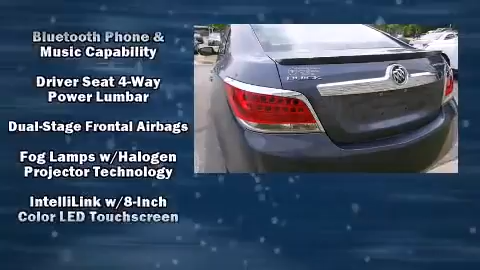 Bluetooth Phone &
Music Capability
Driver Seat 4-Way
Power Lumbar
Dual-Stage Frontal Airbags
Fog Lamps w/Halogen
Projector Technology
IntelliLink w/8-Inch
Color LED Touchscreen
BUICK